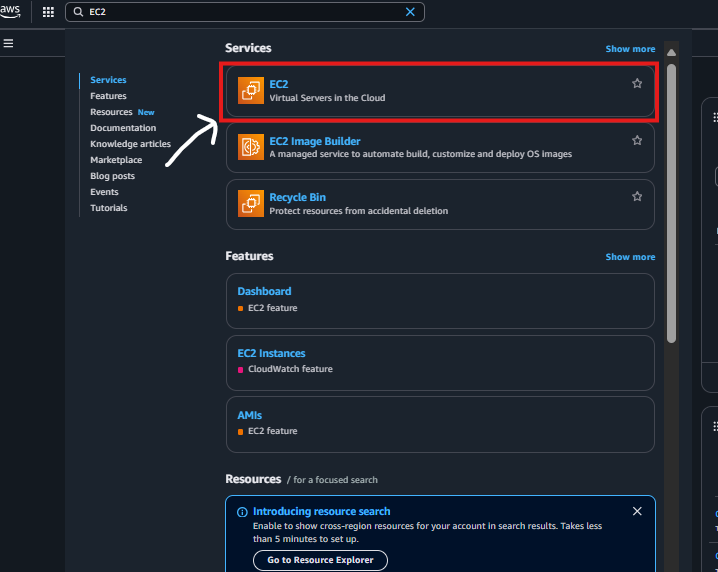 aws
EC2
Services
Show more
Services
Features
Resources New
Documentation
Knowledge articles
Marketplace
Blog posts
Events
Tutorials
EC2
Virtual Servers in the Cloud
EC2 Image Builder
A managed service to automate build, customize and deploy OS images
Recycle Bin
Protect resources from accidental deletion
Features
Show more
Dashboard
EC2 feature
EC2 Instances
CloudWatch feature
AMIs
EC2 feature
Resources / for a focused search
Introducing resource search
Enable to show cross-region resources for your account in search results. Takes less
than 5 minutes to set up.
Go to Resource Explorer